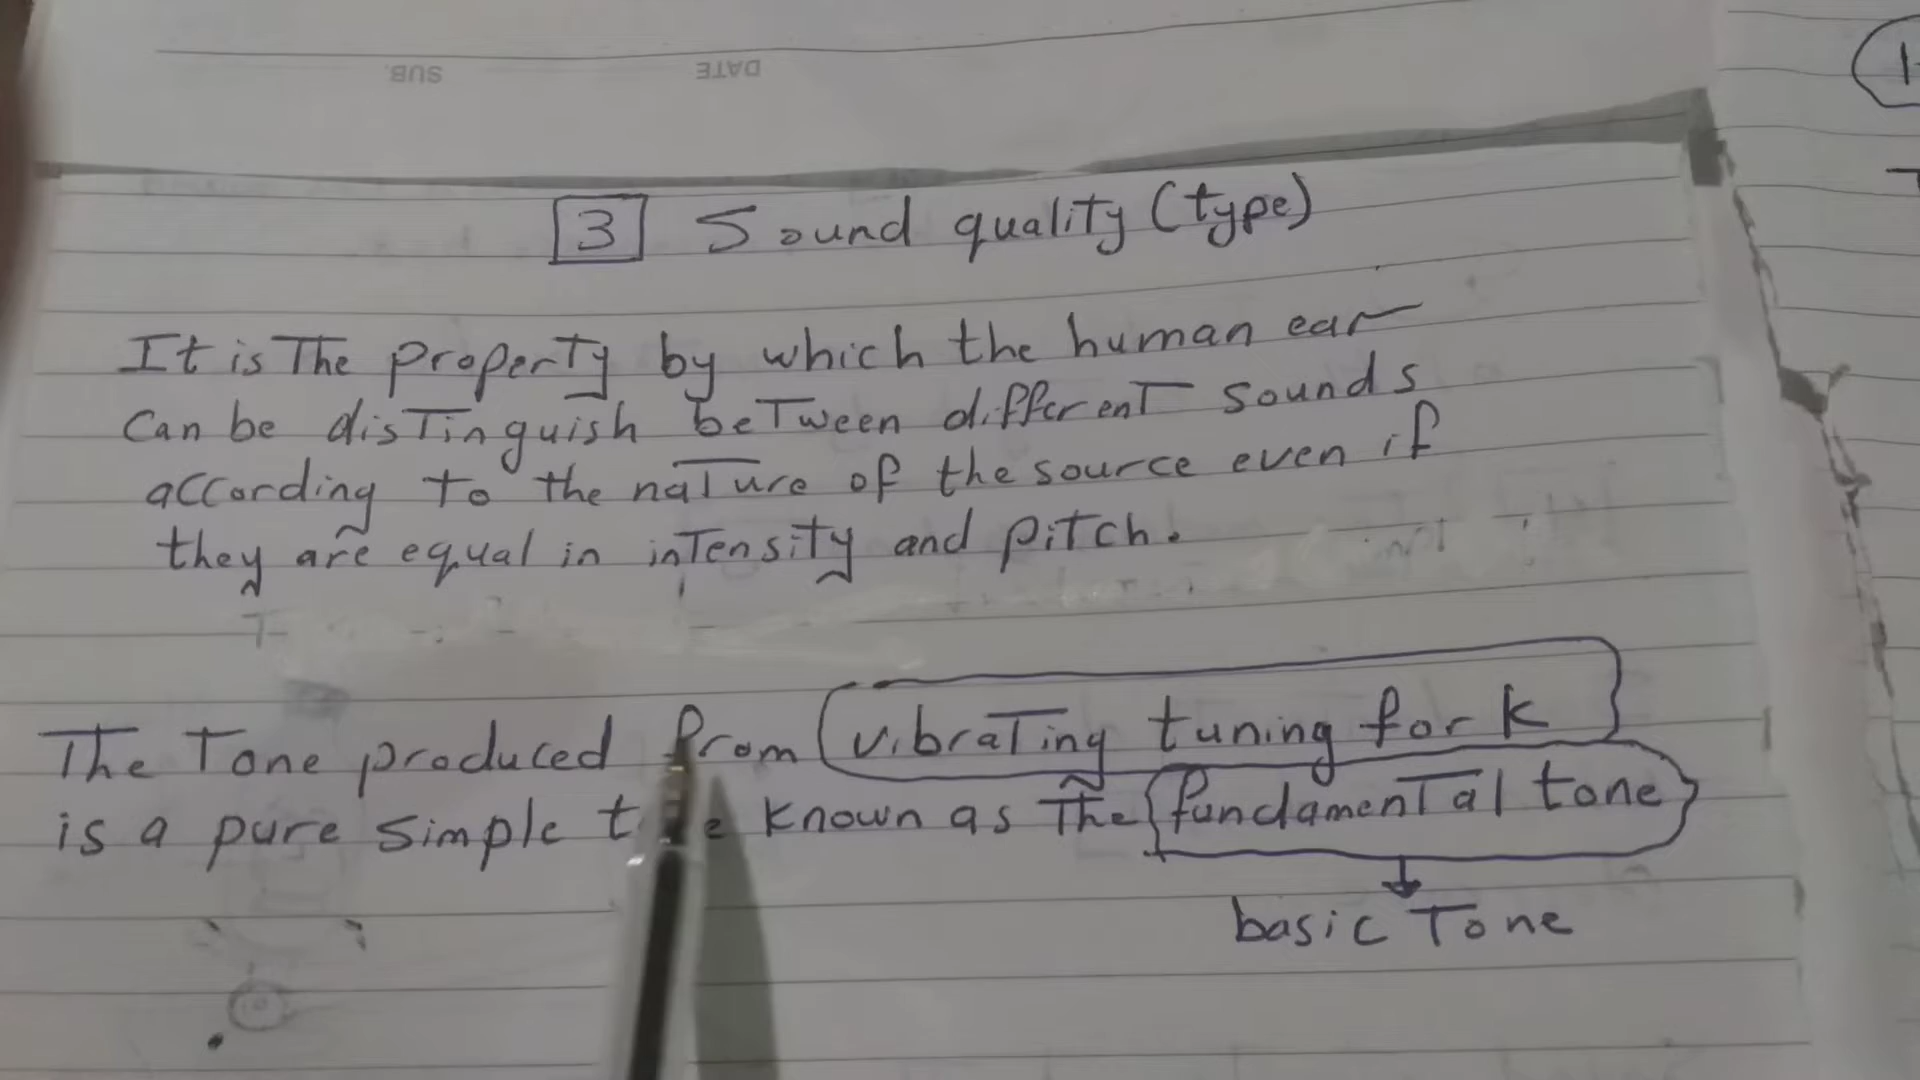 SUB.
DATE
3 Sound quality (type)
It is The property by which the human ear
Can be disTinguish beTween different sounds
according to the naTure of the source even if
they are equal in inTensity and piTch.
The Tone produced from vibraTing tuning fork
is a pure simple known as The fundamenTal tone
basic Tone